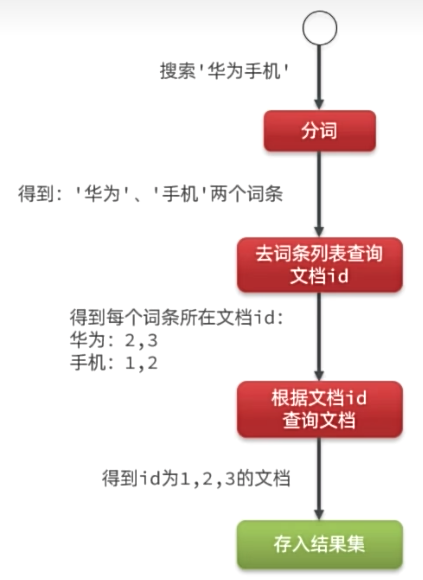 搜索'华为手机'
分词
得到: '华为'、'手机'两个词条
去词条列表查询
文档id
得到每个词条所在文档id:
华为: 2,3
手机: 1,2
根据文档id
查询文档
得到id为1,2,3的文档
存入结果集